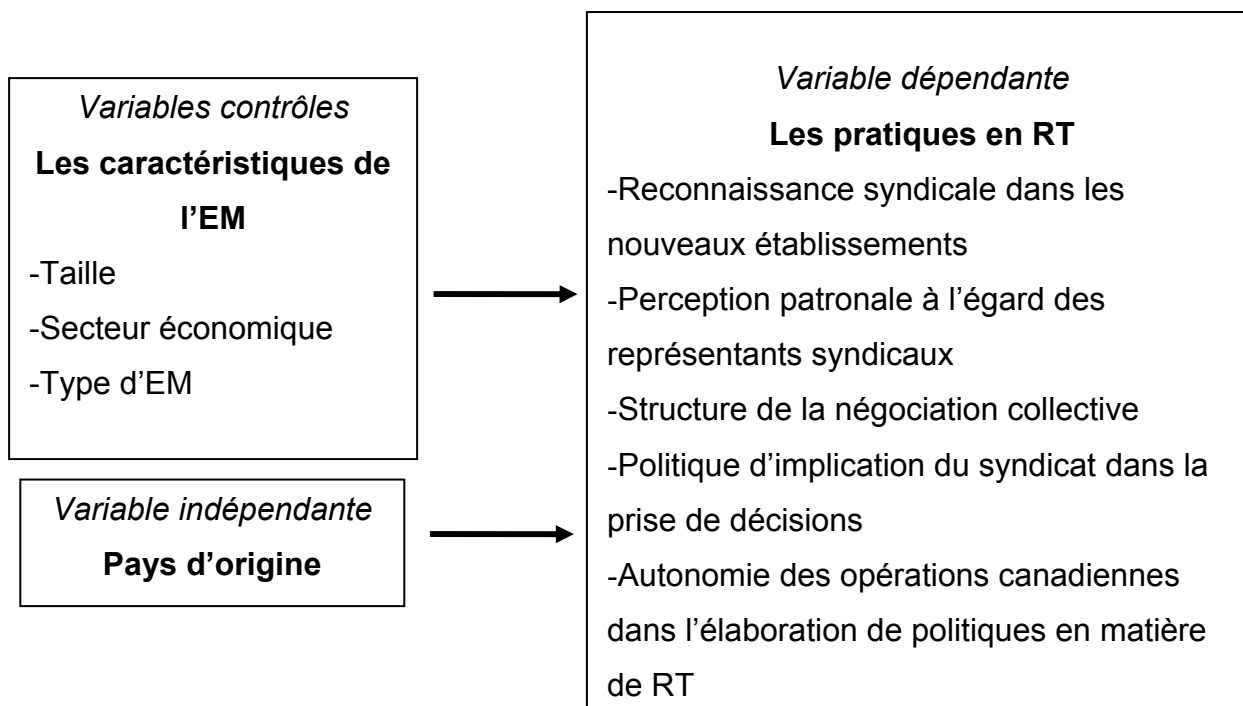 Variables contrôles
Les caractéristiques de
l’EM
-Taille
-Secteur économique
-Type d’EM
Variable indépendante
Pays d’origine
Variable dépendante
Les pratiques en RT
-Reconnaissance syndicale dans les
nouveaux établissements
-Perception patronale à l’égard des
représentants syndicaux
-Structure de la négociation collective
-Politique d’implication du syndicat dans la
prise de décisions
-Autonomie des opérations canadiennes
dans l’élaboration de politiques en matière
de RT